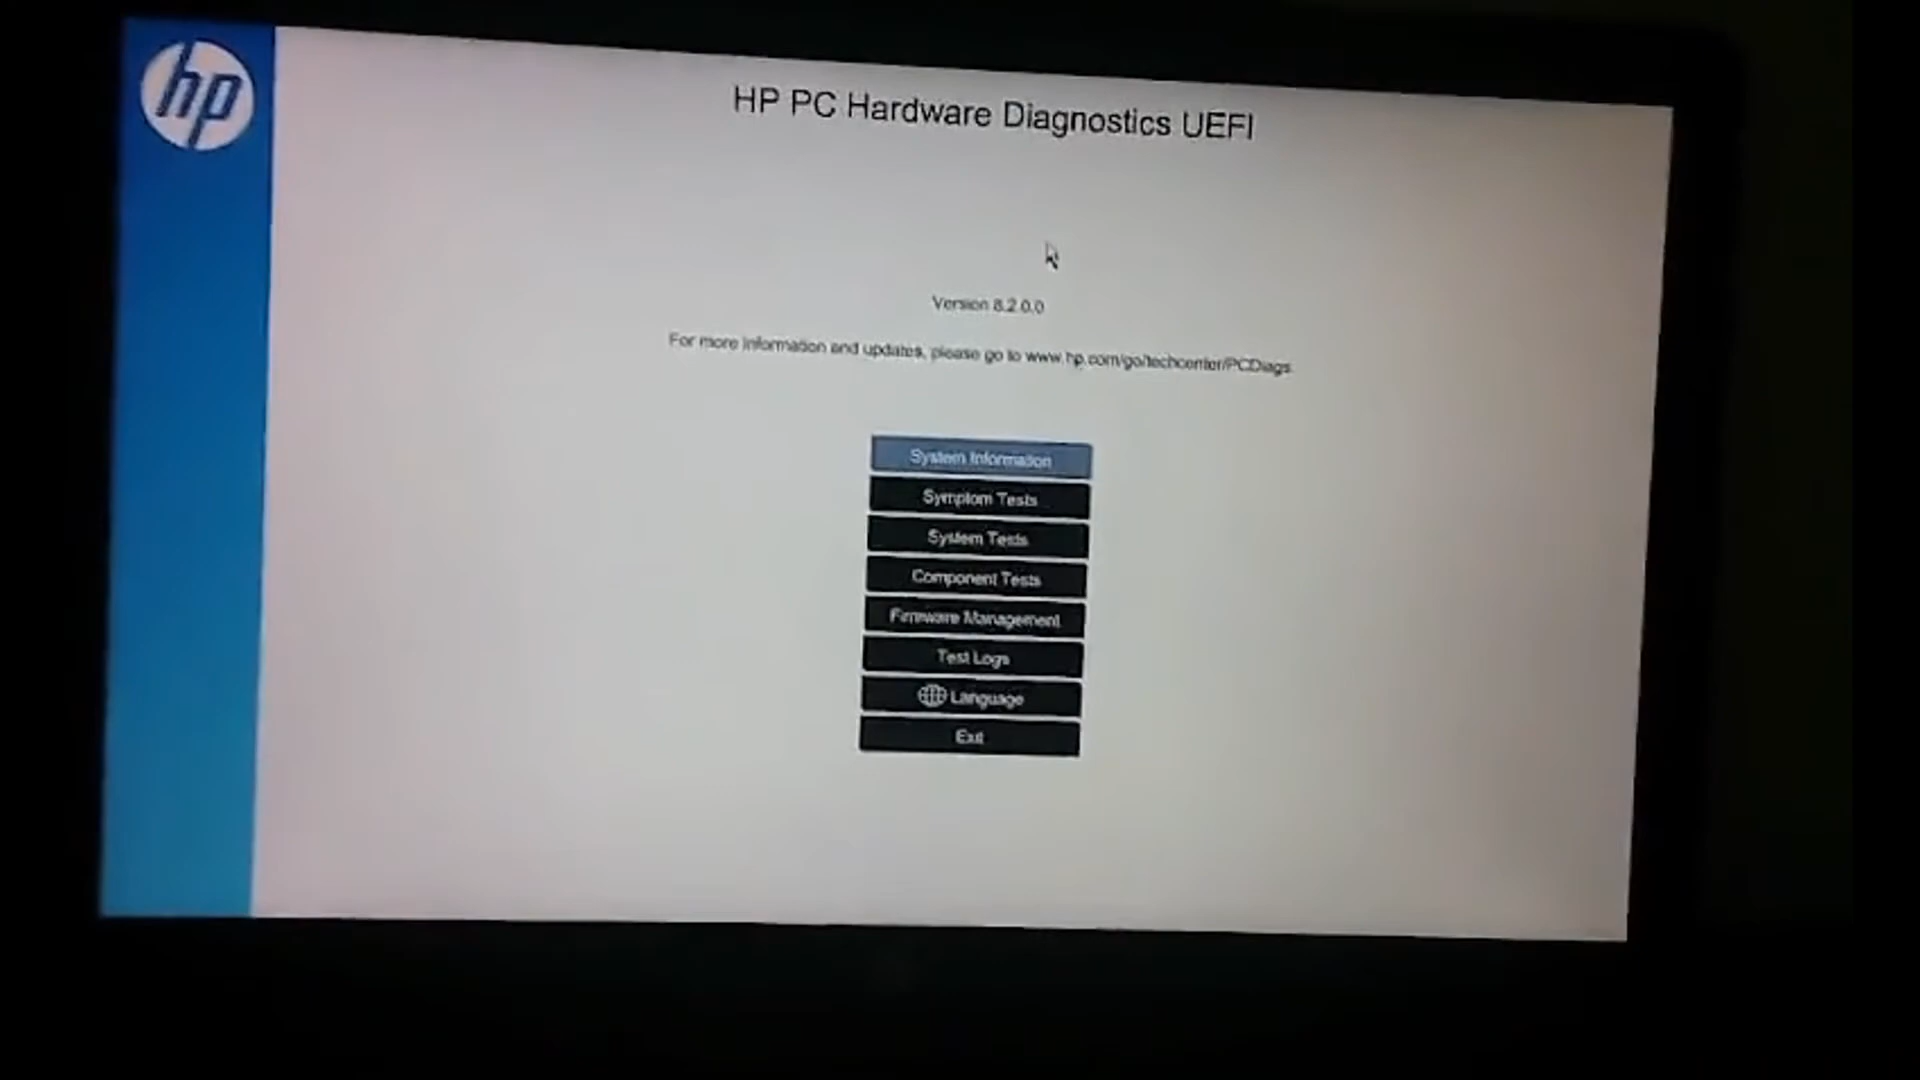 hp
HP PC Hardware Diagnostics UEFI
Version 8.2.0.0
For more information and updates, please go to www.hp.com/go/techcenter/PCDiags
System Information
Symptom Tests
System Tests
Component Tests
Firmware Management
Test Logs
Language
Exit